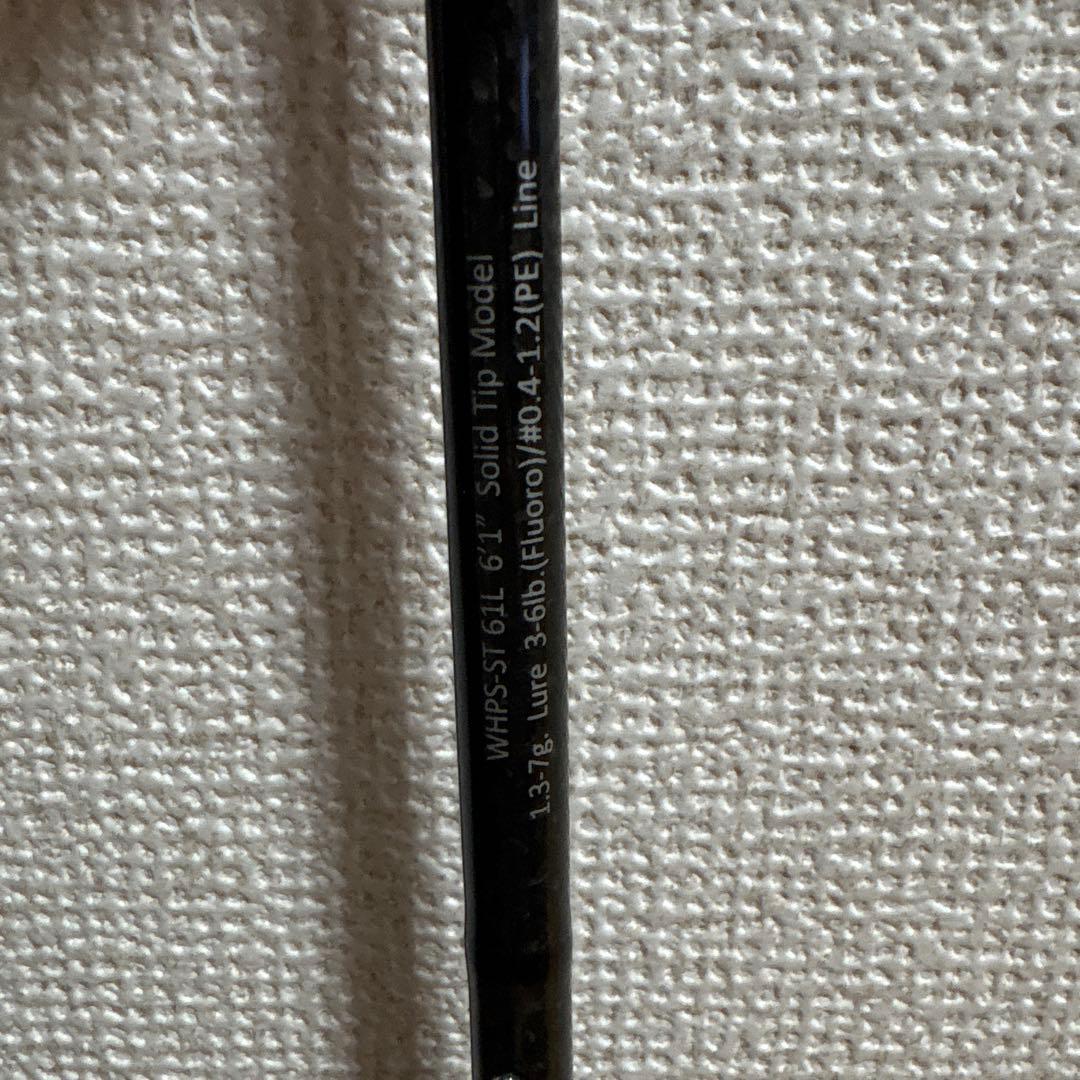 WHPS-ST 61L 6'1" Solid Tip Model
1.3-7g. Lure 3-6lb.(Fluoro)/#0.4-1.2(PE) Line